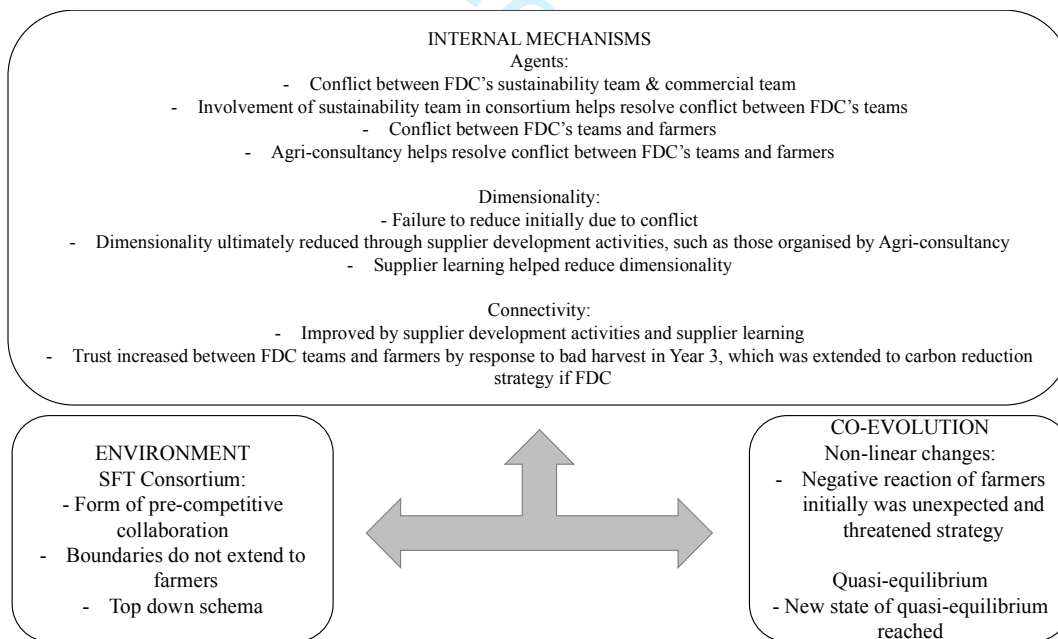 INTERNAL MECHANISMS
Agents:
- Conflict between FDC's sustainability team & commercial team
- Involvement of sustainability team in consortium helps resolve conflict between FDC's teams
- Conflict between FDC's teams and farmers
- Agri-consultancy helps resolve conflict between FDC's teams and farmers
Dimensionality:
- Failure to reduce initially due to conflict
- Dimensionality ultimately reduced through supplier development activities, such as those organised by Agri-consultancy
- Supplier learning helped reduce dimensionality
Connectivity:
- Improved by supplier development activities and supplier learning
- Trust increased between FDC teams and farmers by response to bad harvest in Year 3, which was extended to carbon reduction
strategy if FDC
ENVIRONMENT
SFT Consortium:
- Form of pre-competitive
collaboration
- Boundaries do not extend to
farmers
- Top down schema
CO-EVOLUTION
Non-linear changes:
- Negative reaction of farmers
initially was unexpected and
threatened strategy
Quasi-equilibrium
- New state of quasi-equilibrium
reached